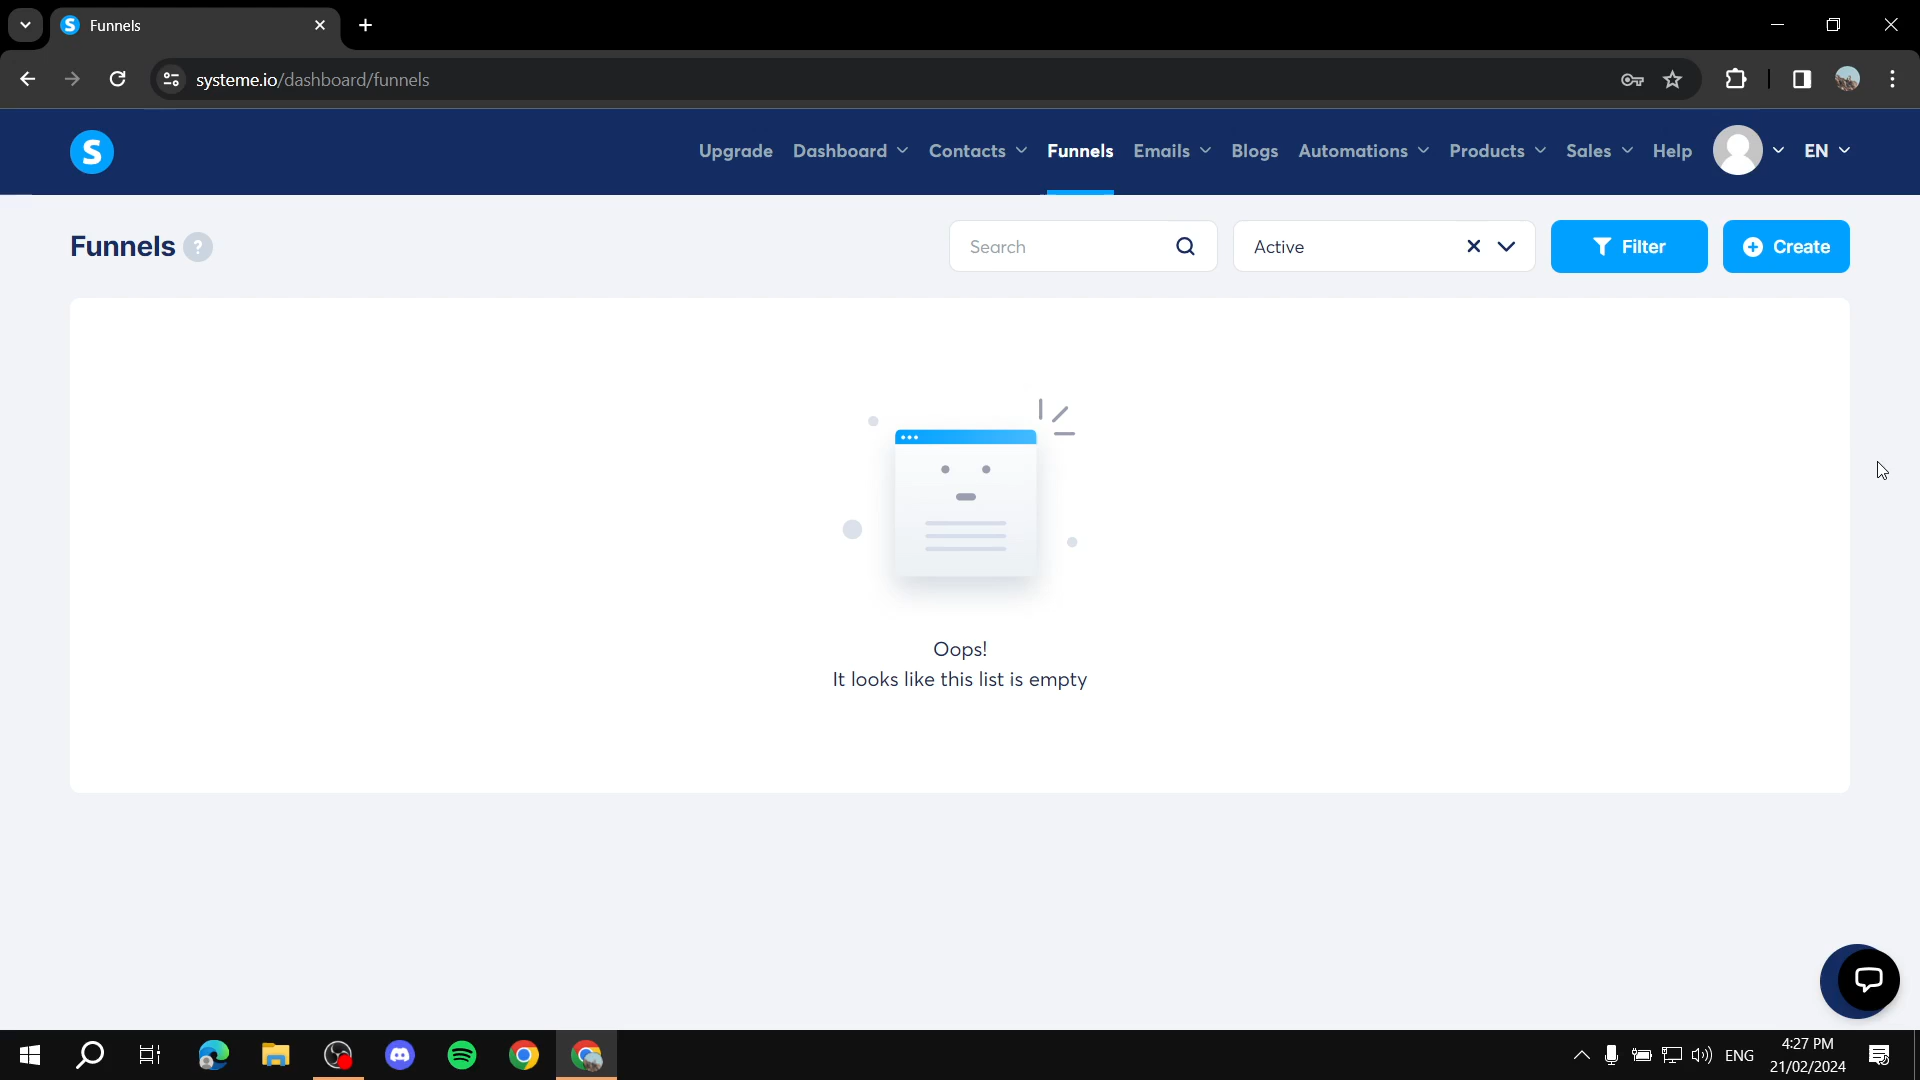 Funnels
systeme.io/dashboard/funnels
S
Upgrade Dashboard Contacts Funnels Emails Blogs Automations Products Sales Help EN
Funnels ? Search Active Filter Create
Oops!
It looks like this list is empty
ENG
4:27 PM
21/02/2024